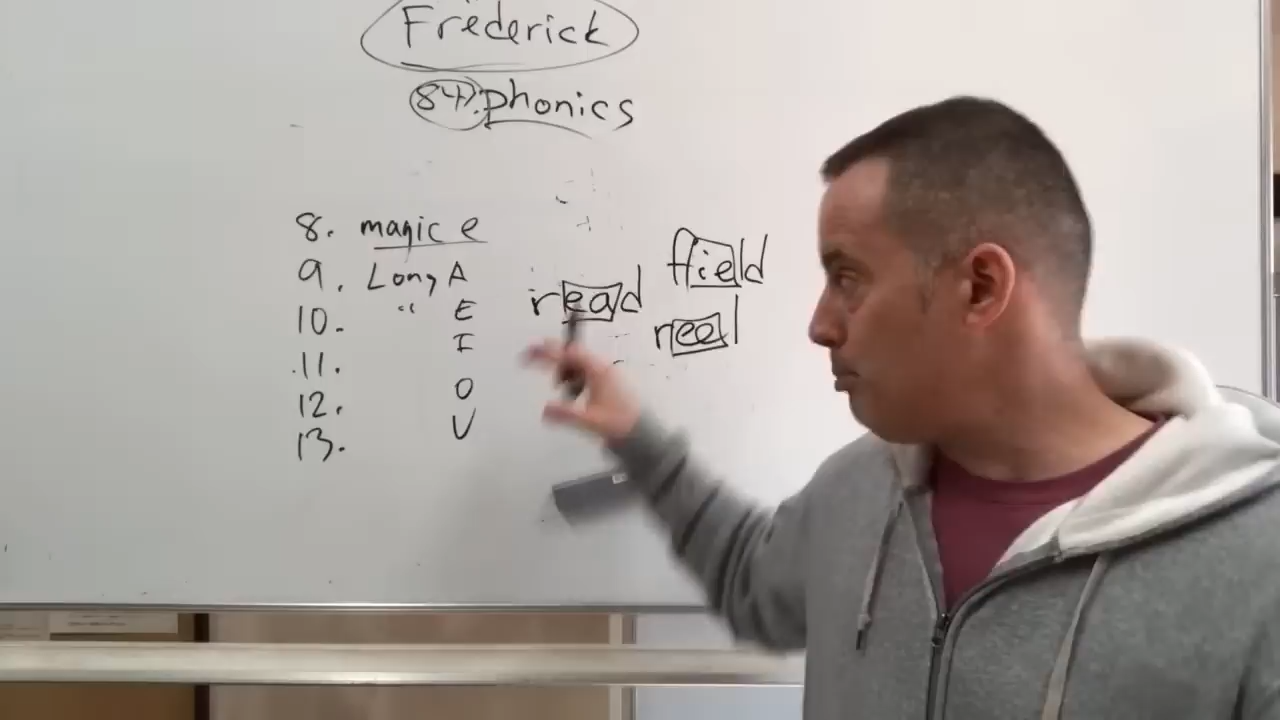 Frederick
84). phonics
8. magic e
9. Long A
10. " E
11. I
12. O
13. U
read
field
reel